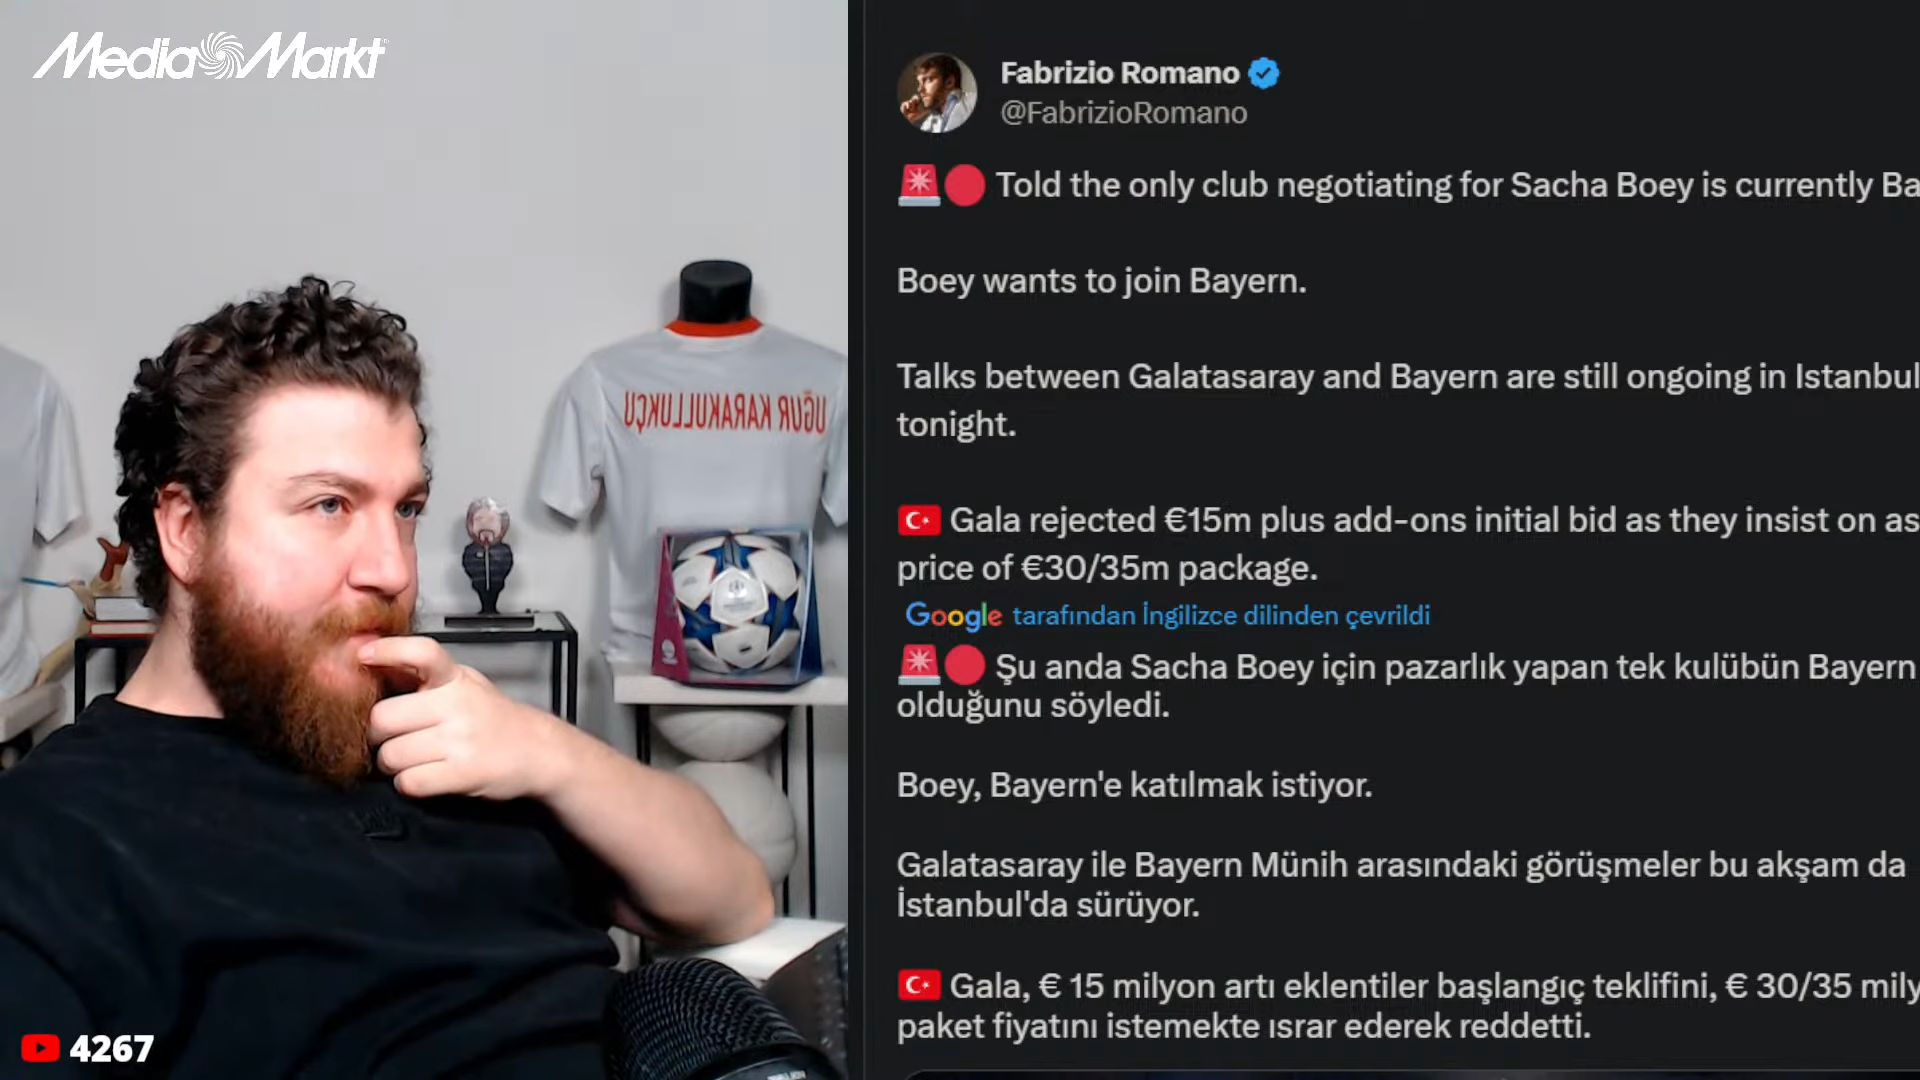 MediaMarkt
Fabrizio Romano
@FabrizioRomano
Told the only club negotiating for Sacha Boey is currently Ba
Boey wants to join Bayern.
Talks between Galatasaray and Bayern are still ongoing in Istanbul
tonight.
Gala rejected €15m plus add-ons initial bid as they insist on as
price of €30/35m package.
Google tarafından İngilizce dilinden çevrildi
Şu anda Sacha Boey için pazarlık yapan tek kulübün Bayern
olduğunu söyledi.
Boey, Bayern'e katılmak istiyor.
Galatasaray ile Bayern Münih arasındaki görüşmeler bu akşam da
İstanbul'da sürüyor.
Gala, € 15 milyon artı eklentiler başlangıç teklifini, € 30/35 mily
paket fiyatını istemekte ısrar ederek reddetti.
UĞUR KARAKULLUKÇU
4267